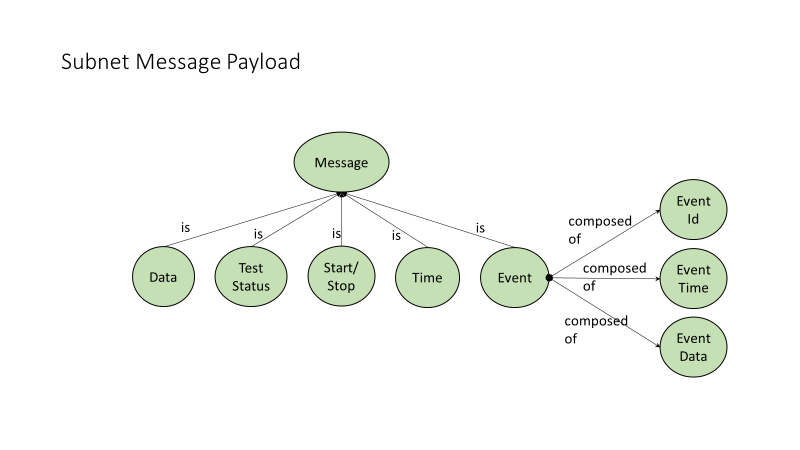 Subnet Message Payload
Message
is
is
is
is
is
Data
Test
Status
Start/
Stop
Time
Event
composed
of
composed
of
composed
of
Event
Id
Event
Time
Event
Data